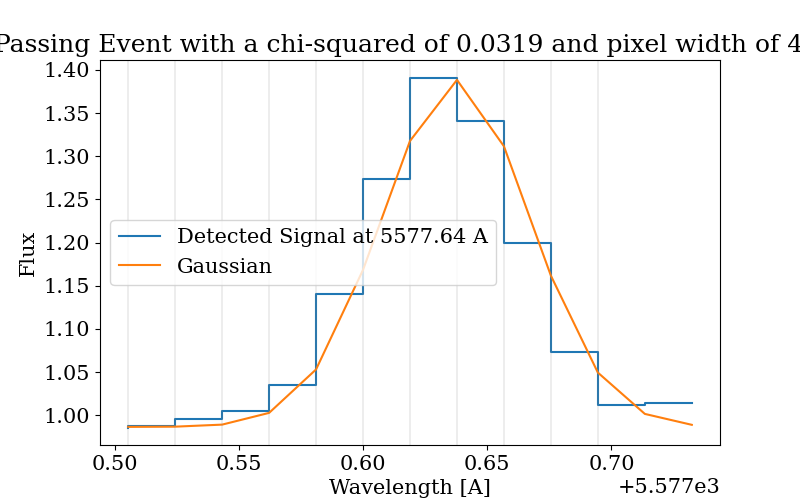 Passing Event with a chi-squared of 0.0319 and pixel width of 4
1.40
1.35
1.30
1.25
1.20
1.15
1.10
1.05
1.00
Flux
Detected Signal at 5577.64 A
Gaussian
0.50 0.55 0.60 0.65 0.70
Wavelength [A]
+5.577e3